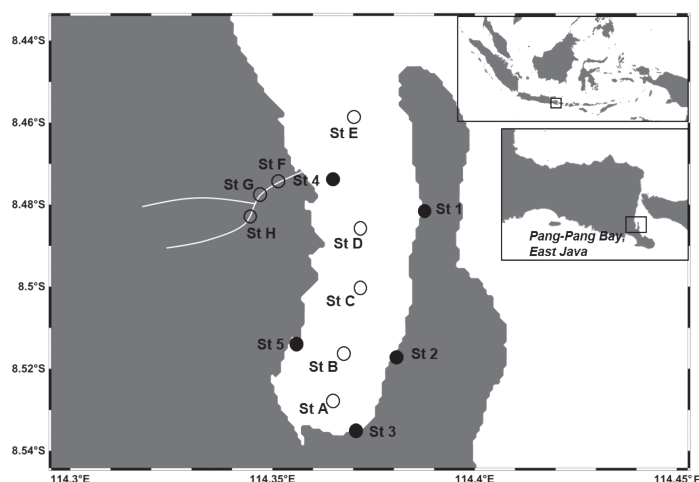 8.44°S
8.46°S
8.48°S
8.5°S
8.52°S
8.54°S
114.3°E
114.35°E
114.4°E
114.45°E
St E
St F
St G
St 4
St H
St 1
St D
St C
St 5
St B
St 2
St A
St 3
Pang-Pang Bay,
East Java